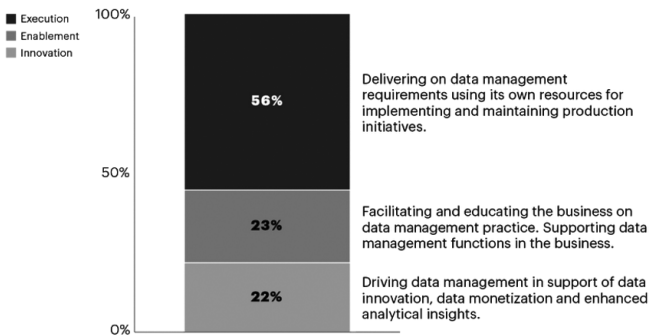 Execution
Enablement
Innovation
100%
50%
0%
56%
23%
22%
Delivering on data management
requirements using its own resources for
implementing and maintaining production
initiatives.
Facilitating and educating the business on
data management practice. Supporting data
management functions in the business.
Driving data management in support of data
innovation, data monetization and enhanced
analytical insights.